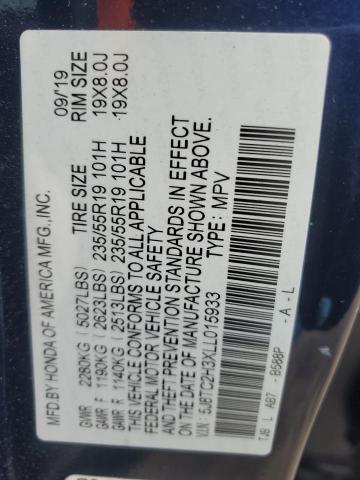 MFD.BY HONDA OF AMERICA MFG.,INC. 09/19
TIRE SIZE RIM SIZE
GVWR 2280KG (5027LBS)
GAWR F 1190KG (2623LBS) 235/55R19 101H 19X8.0J
GAWR R 1140KG (2513LBS) 235/55R19 101H 19X8.0J
THIS VEHICLE CONFORMS TO ALL APPLICABLE
FEDERAL MOTOR VEHICLE SAFETY
AND THEFT PREVENTION STANDARDS IN EFFECT
ON THE DATE OF MANUFACTURE SHOWN ABOVE.
V.I.N.: 5J8TC2H3XLL015933 TYPE: MPV
TJB L AB7 -B588P -A -L